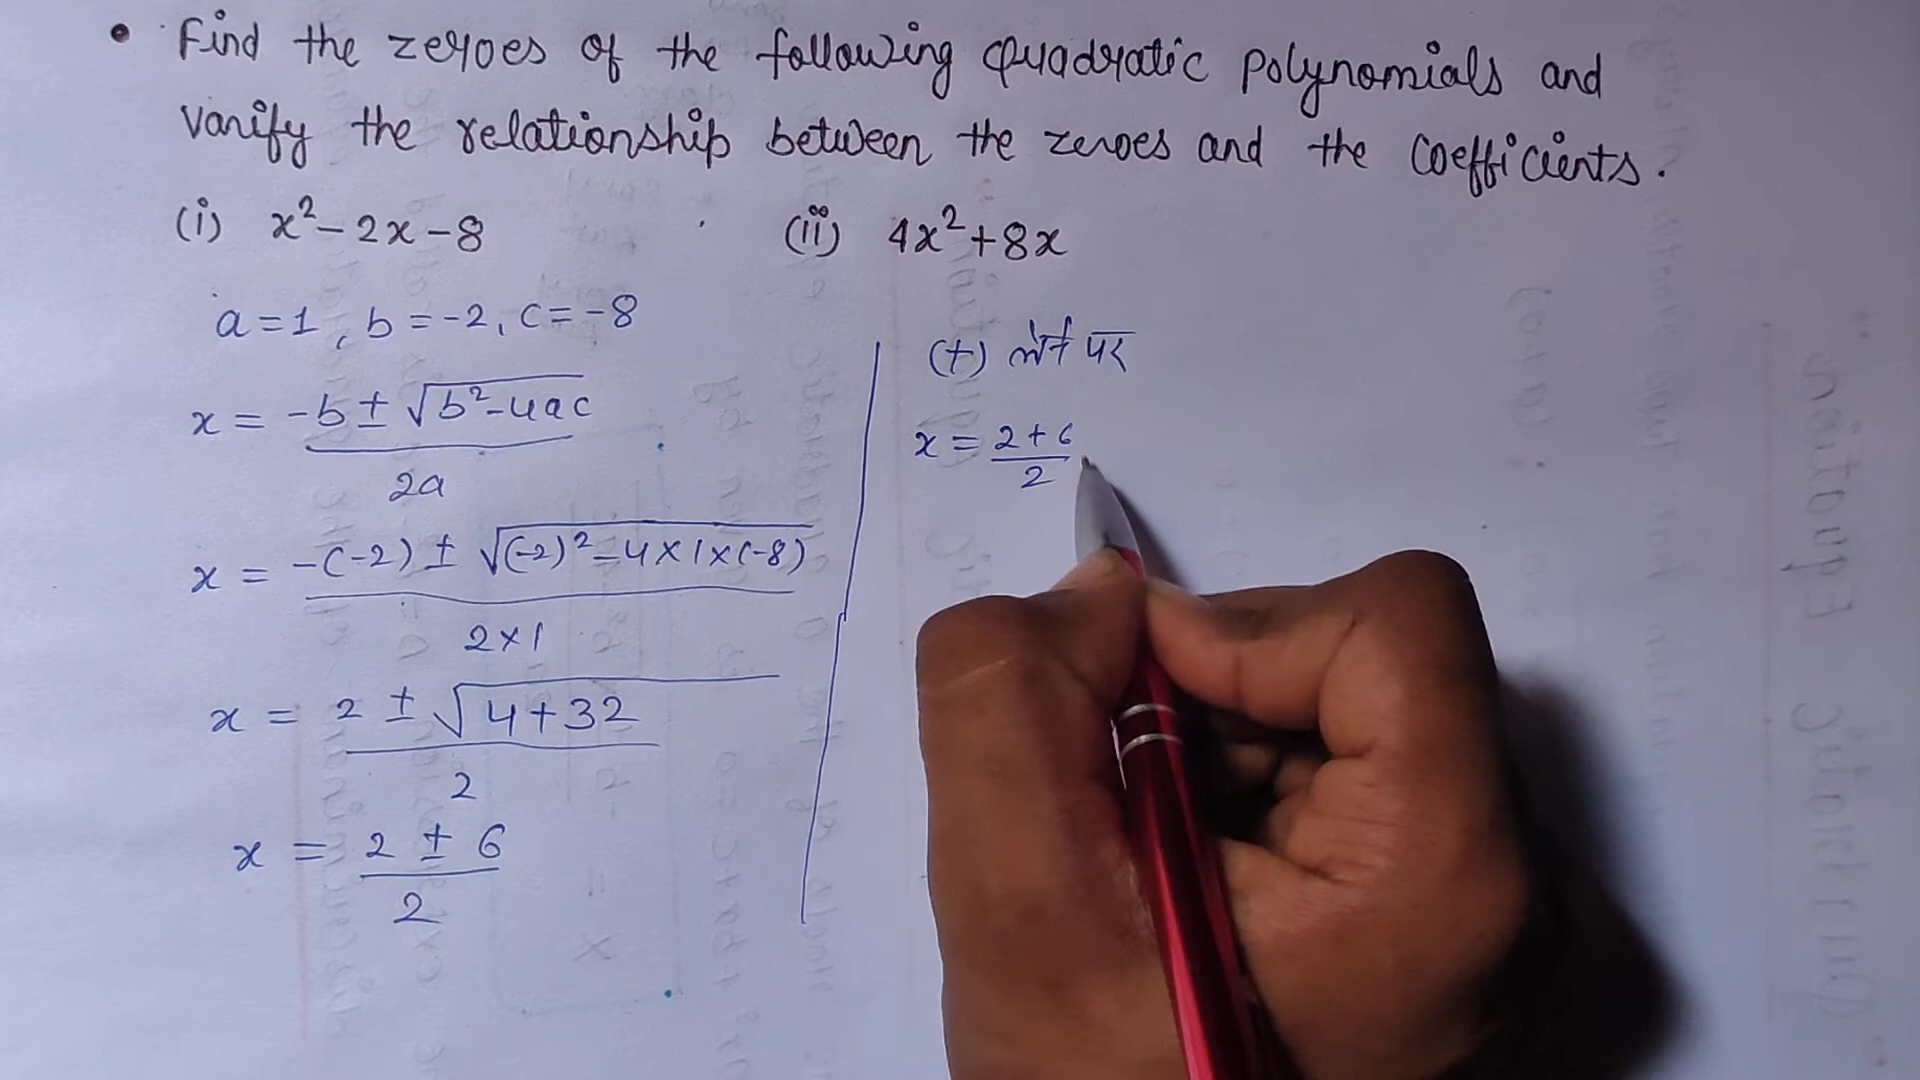 • Find the zeroes of the following quadratic polynomials and
varify the relationship between the zeroes and the coefficients.
(i) x² - 2x - 8
(ii) 4x² + 8x
a = 1, b = -2, c = -8
x = -b ± √b² - 4ac
2a
x = -(-2) ± √(-2)² - 4 × 1 × (-8)
2 × 1
x = 2 ± √4 + 32
2
x = 2 ± 6
2
(+) लेने पर
x = 2 + 6
2